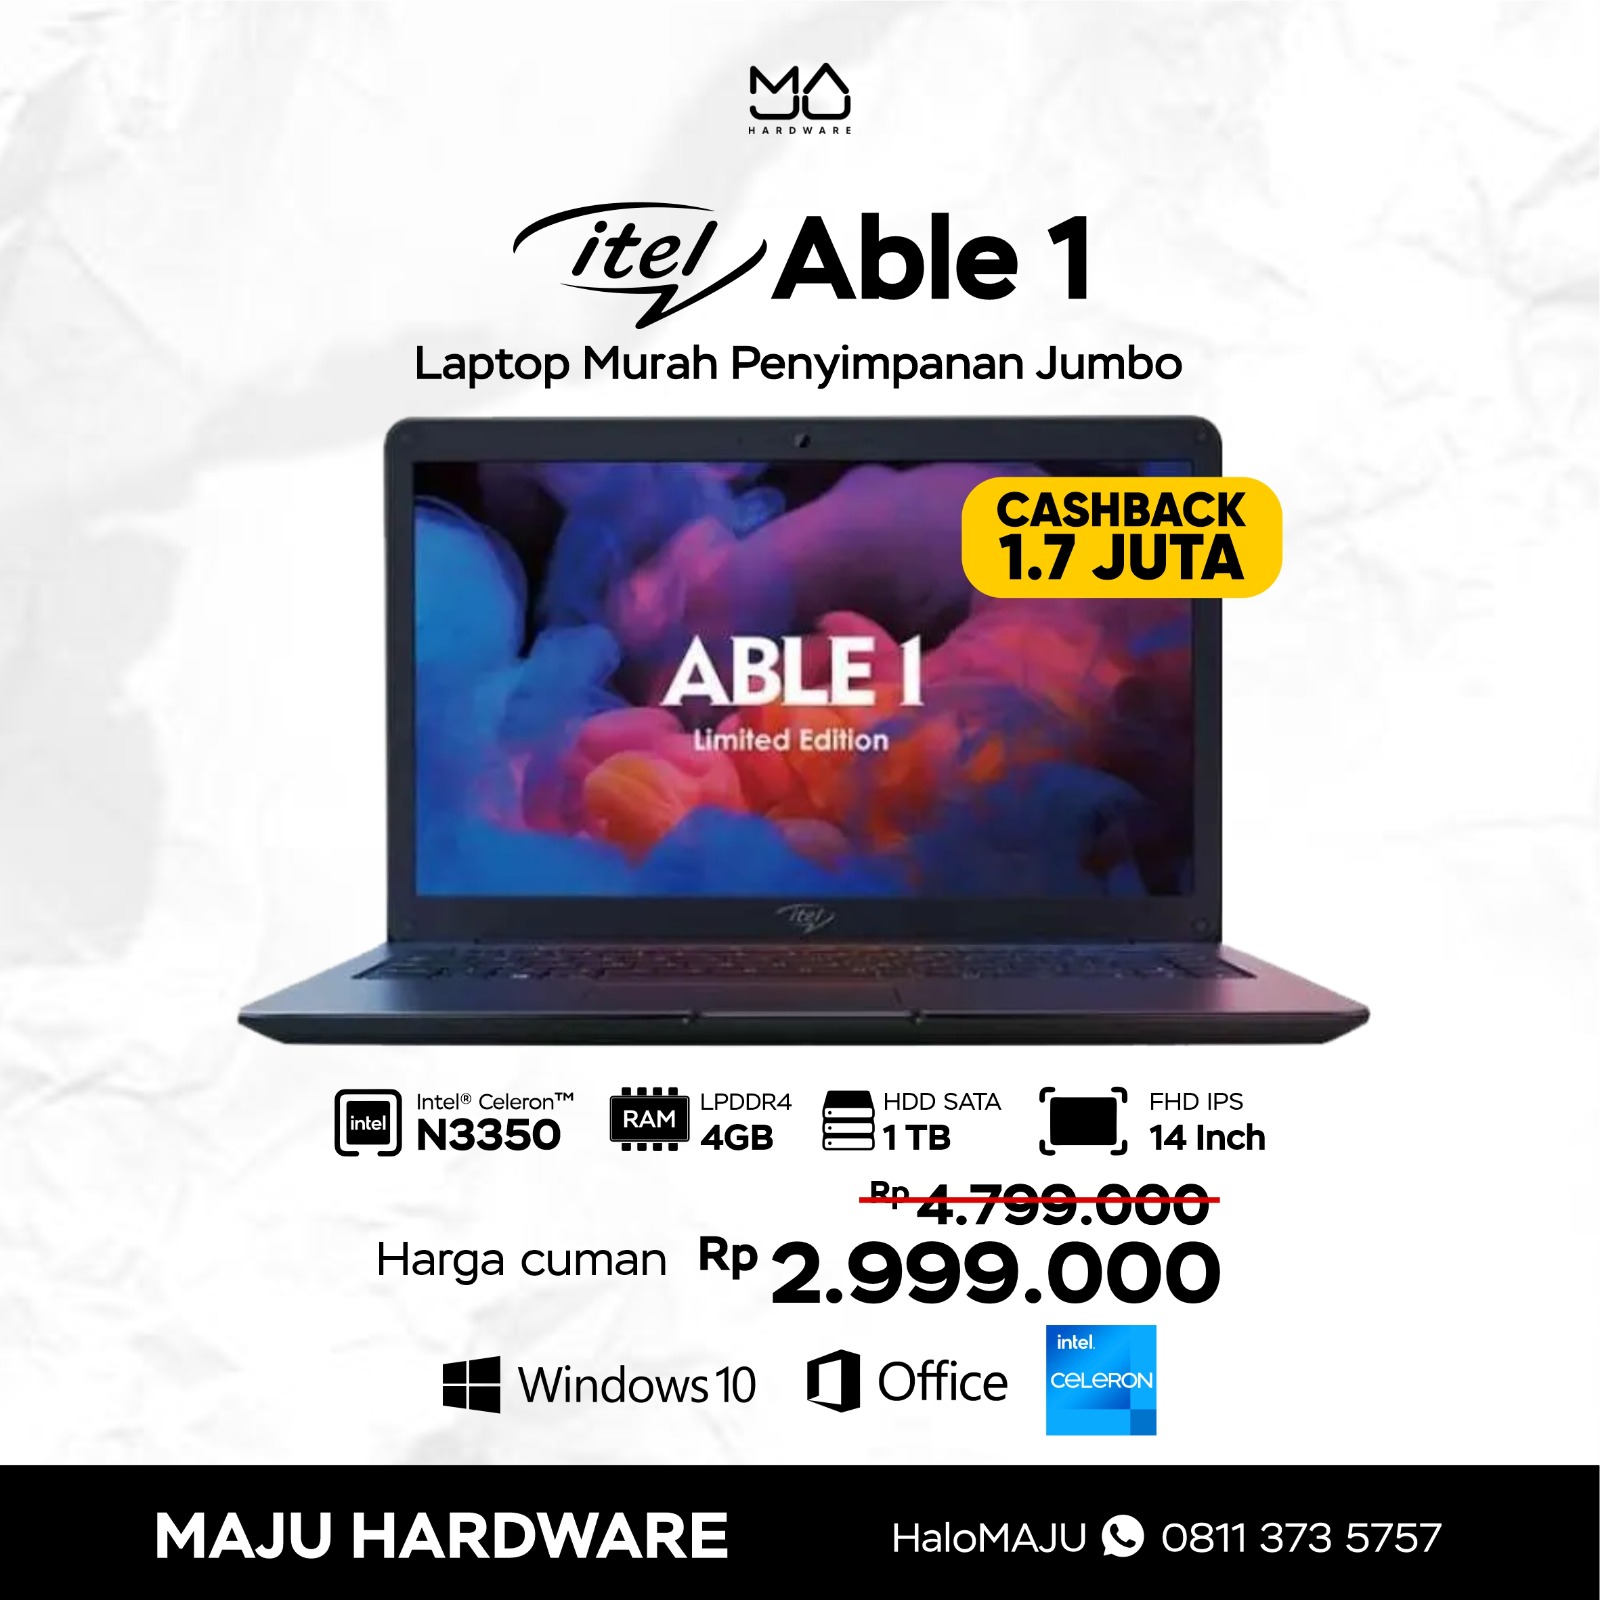 MAJU
HARDWARE
itel Able 1
Laptop Murah Penyimpanan Jumbo
CASHBACK
1.7 JUTA
ABLE 1
Limited Edition
itel
intel
Intel® Celeron™
N3350
RAM
LPDDR4
4GB
HDD SATA
1 TB
FHD IPS
14 Inch
Rp 4.799.000
Harga cuman Rp 2.999.000
Windows 10
Office
intel.
CELERON
MAJU HARDWARE
HaloMAJU 0811 373 5757